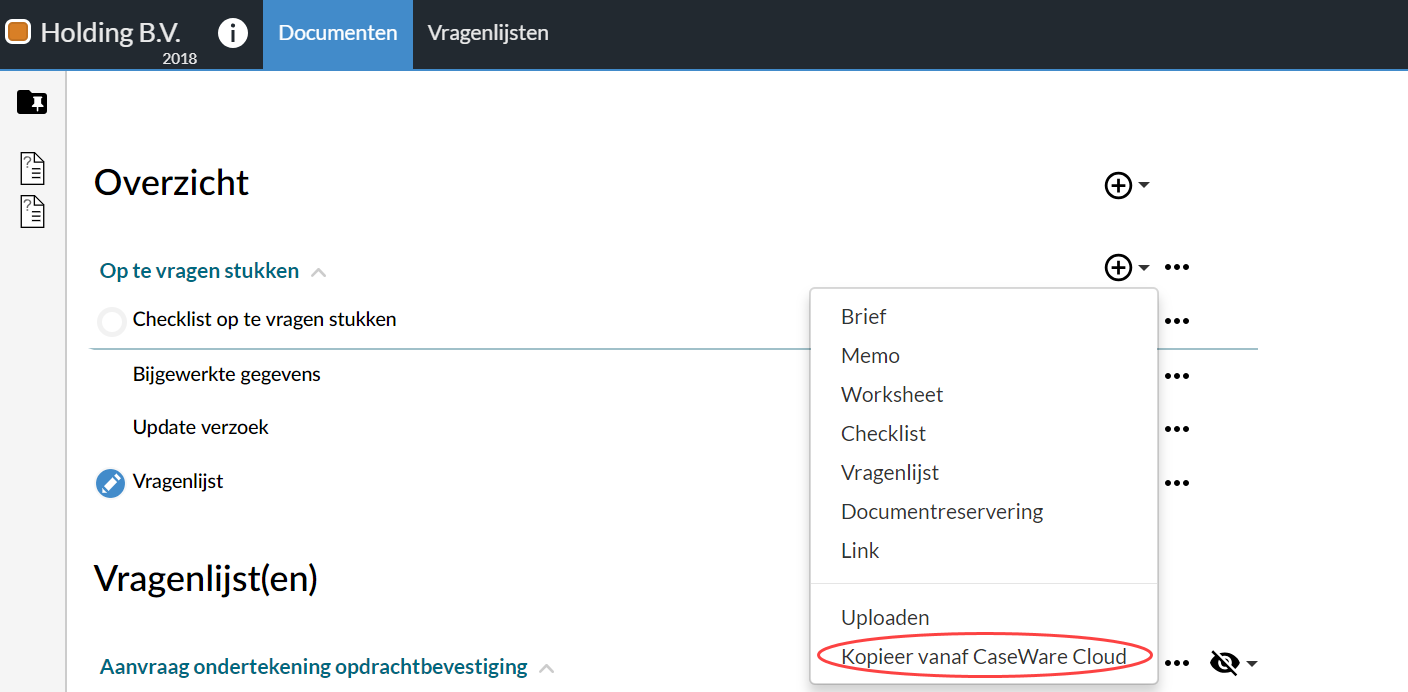 Holding B.V.
2018
i
Documenten
Vragenlijsten
Overzicht
Op te vragen stukken
Checklist op te vragen stukken
Bijgewerkte gegevens
Update verzoek
Vragenlijst
Brief
Memo
Worksheet
Checklist
Vragenlijst
Documentreservering
Link
Uploaden
Kopieer vanaf CaseWare Cloud
Vragenlijst(en)
Aanvraag ondertekening opdrachtbevestiging